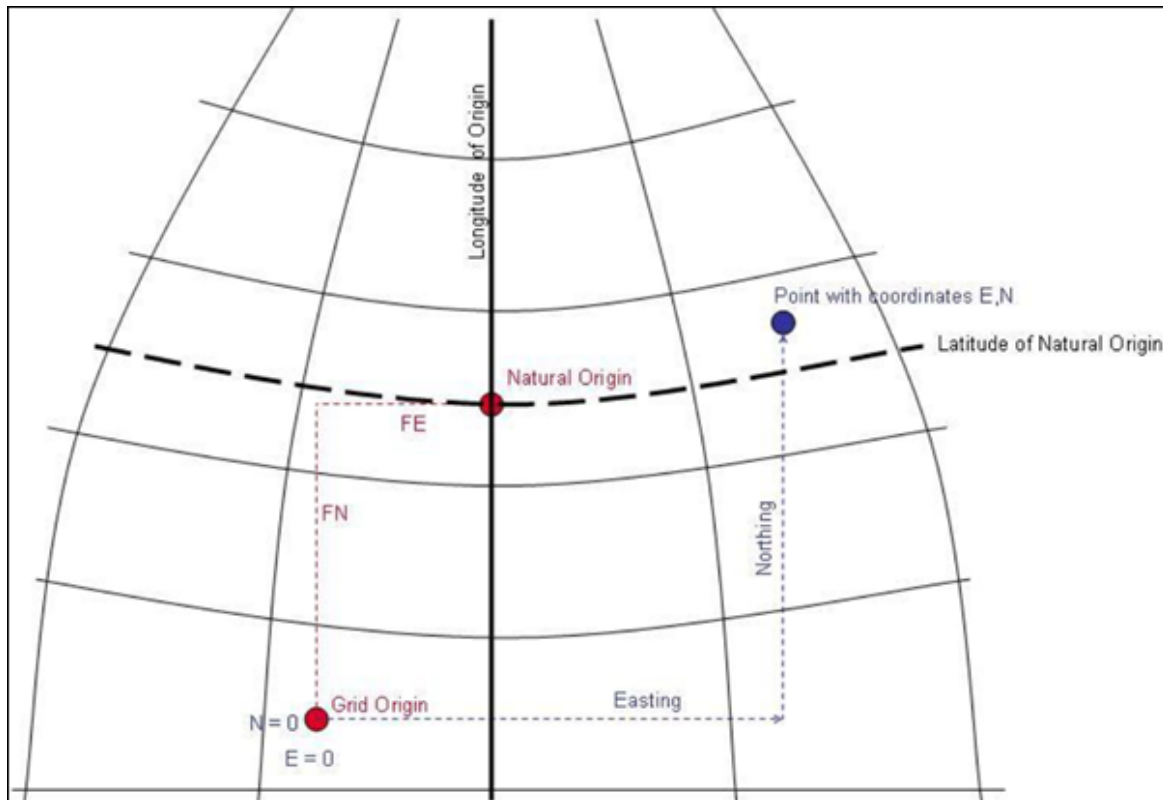 Longitude of Origin
Point with coordinates E,N
Latitude of Natural Origin
Natural Origin
FE
FN
Northing
Grid Origin
Easting
N = 0
E = 0